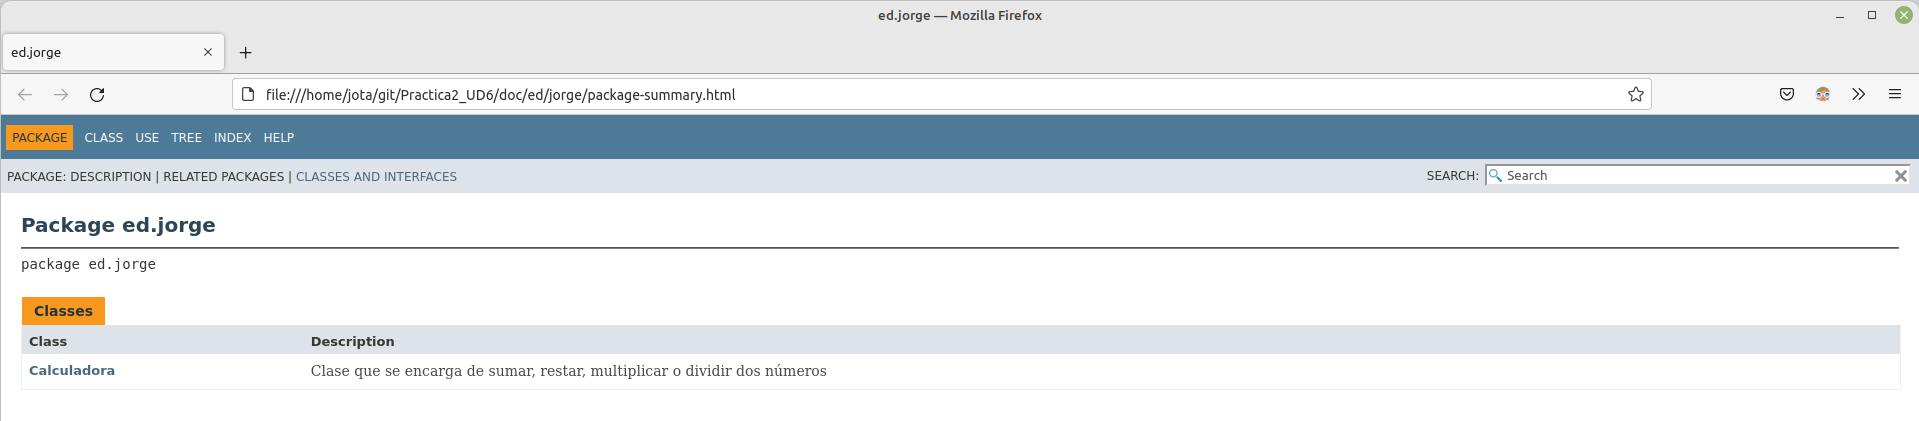 ed.jorge — Mozilla Firefox
ed.jorge
file:///home/jota/git/Practica2_UD6/doc/ed/jorge/package-summary.html
PACKAGE CLASS USE TREE INDEX HELP
PACKAGE: DESCRIPTION | RELATED PACKAGES | CLASSES AND INTERFACES SEARCH: Search
Package ed.jorge
package ed.jorge
Classes
Class Description
Calculadora Clase que se encarga de sumar, restar, multiplicar o dividir dos números